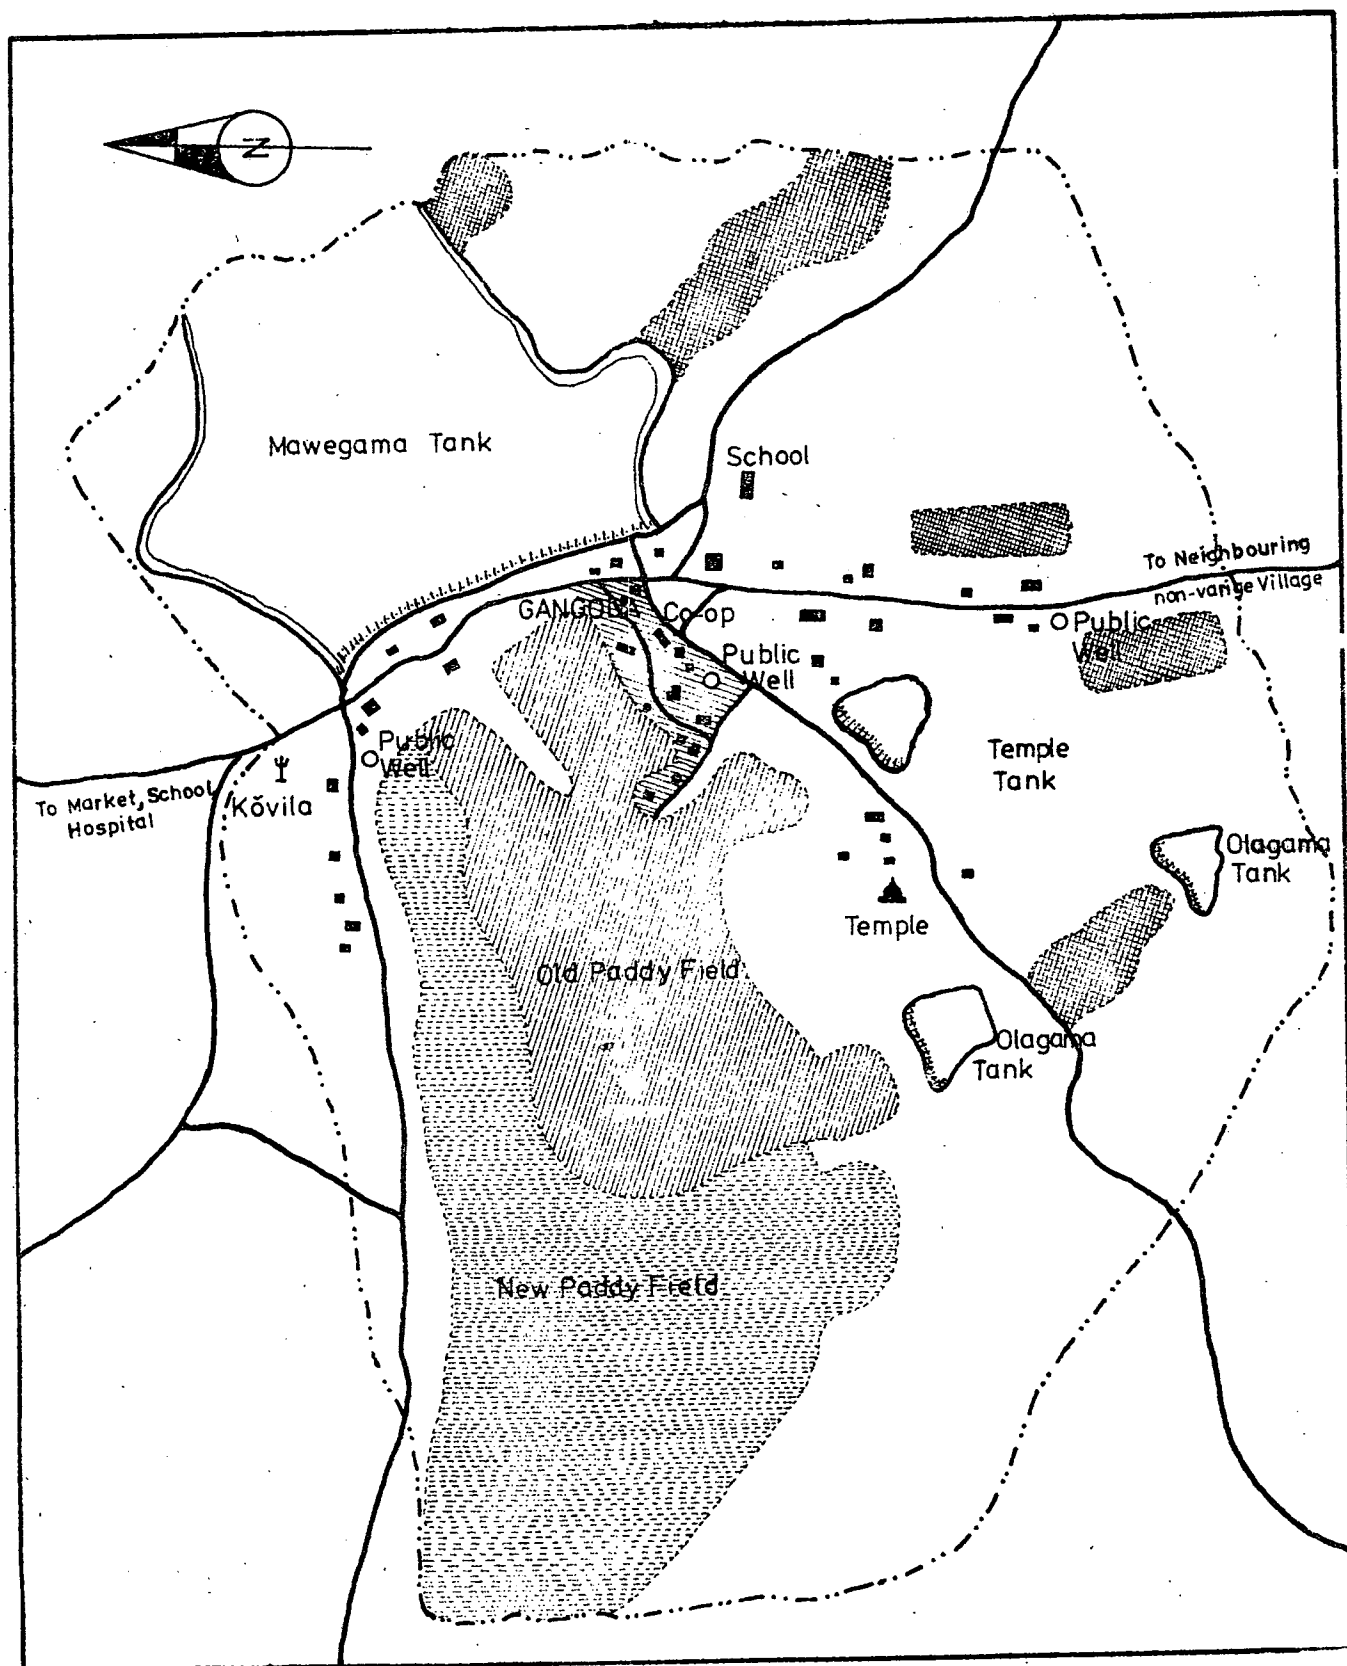 N
Mawegama Tank
School
To Neighbouring
non-varige Village
GANGODA
Co-op
Public
Well
Public
Well
Public
Well
Temple
Tank
To Market, School
Hospital
Kŏvila
Olagama
Tank
Temple
Old Paddy Field
Olagama
Tank
New Paddy Field